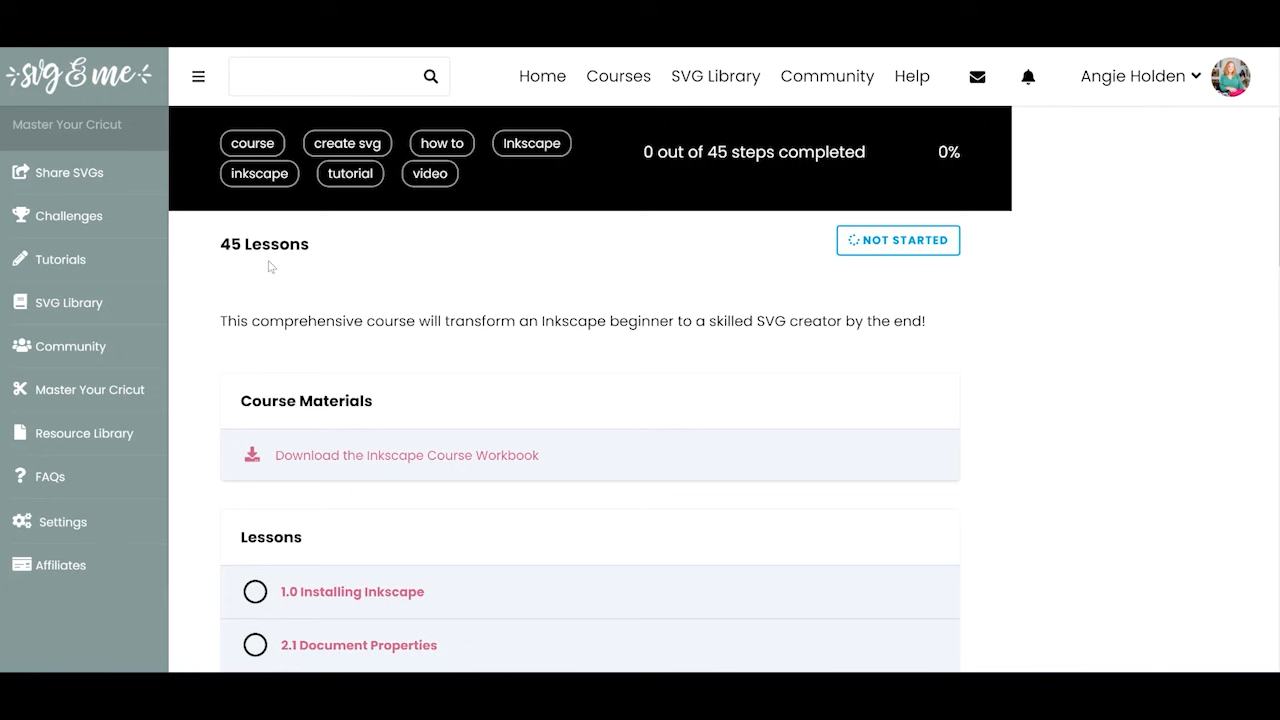 svg & me
Home Courses SVG Library Community Help Angie Holden
Master Your Cricut
Share SVGs
Challenges
Tutorials
SVG Library
Community
Master Your Cricut
Resource Library
FAQs
Settings
Affiliates
course create svg how to Inkscape
inkscape tutorial video
0 out of 45 steps completed 0%
45 Lessons
NOT STARTED
This comprehensive course will transform an Inkscape beginner to a skilled SVG creator by the end!
Course Materials
Download the Inkscape Course Workbook
Lessons
1.0 Installing Inkscape
2.1 Document Properties